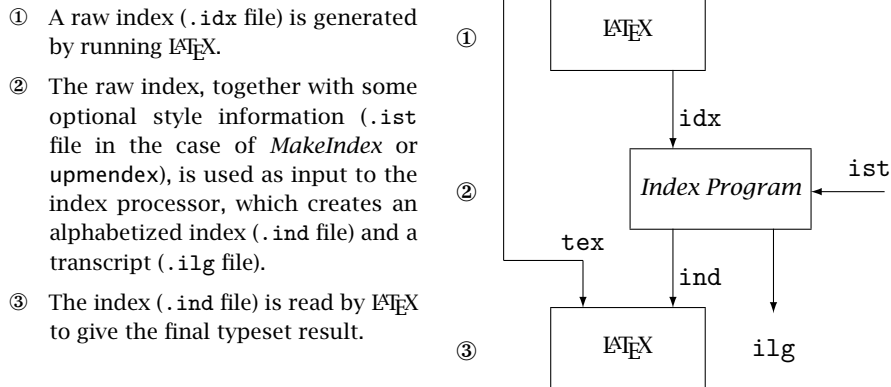 ① A raw index (.idx file) is generated
by running LATEX.
② The raw index, together with some
optional style information (.ist
file in the case of MakeIndex or
upmendex), is used as input to the
index processor, which creates an
alphabetized index (.ind file) and a
transcript (.ilg file).
③ The index (.ind file) is read by LATEX
to give the final typeset result.
① LATEX
idx
② Index Program ist
tex
ind
③ LATEX ilg